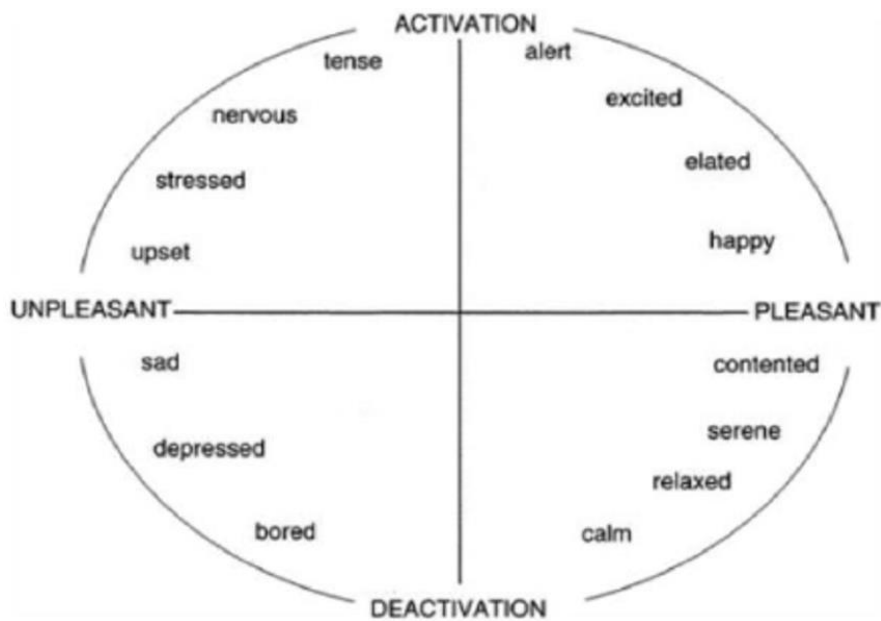 ACTIVATION
tense
alert
nervous
excited
stressed
elated
upset
happy
UNPLEASANT
PLEASANT
sad
contented
depressed
serene
relaxed
bored
calm
DEACTIVATION